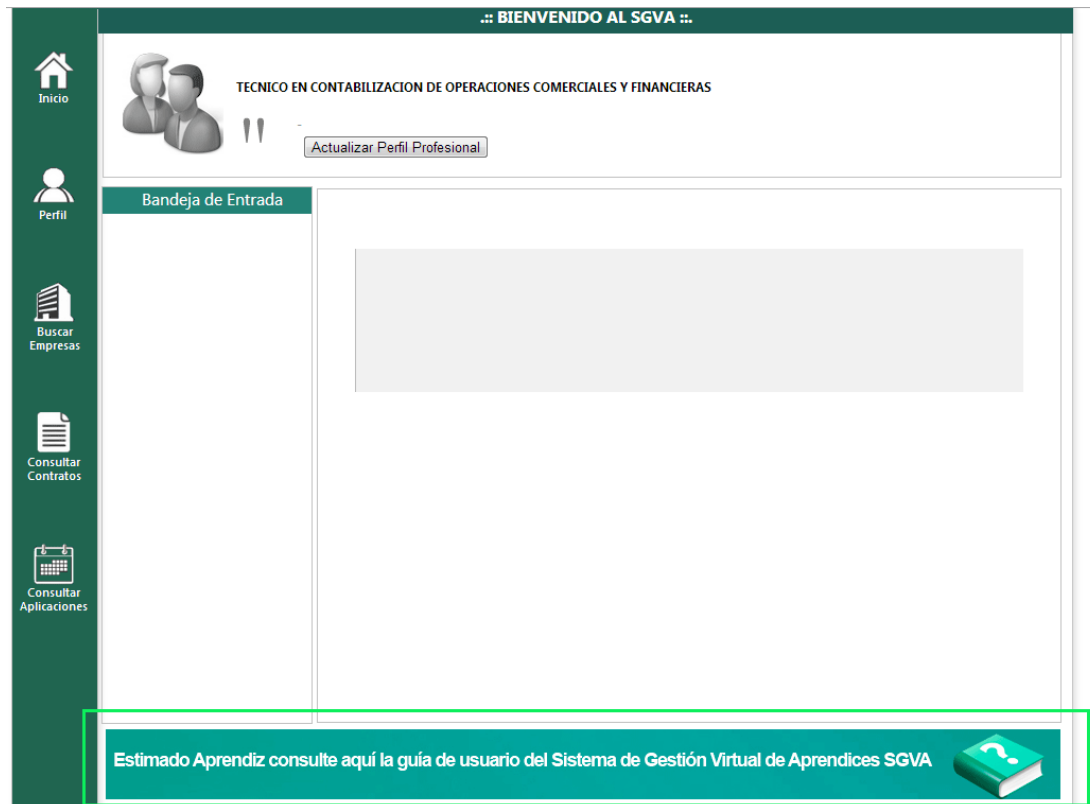 .:: BIENVENIDO AL SGVA ::.
Inicio
TECNICO EN CONTABILIZACION DE OPERACIONES COMERCIALES Y FINANCIERAS
" -
Actualizar Perfil Profesional
Perfil
Bandeja de Entrada
Buscar
Empresas
Consultar
Contratos
Consultar
Aplicaciones
Estimado Aprendiz consulte aquí la guía de usuario del Sistema de Gestión Virtual de Aprendices SGVA
?